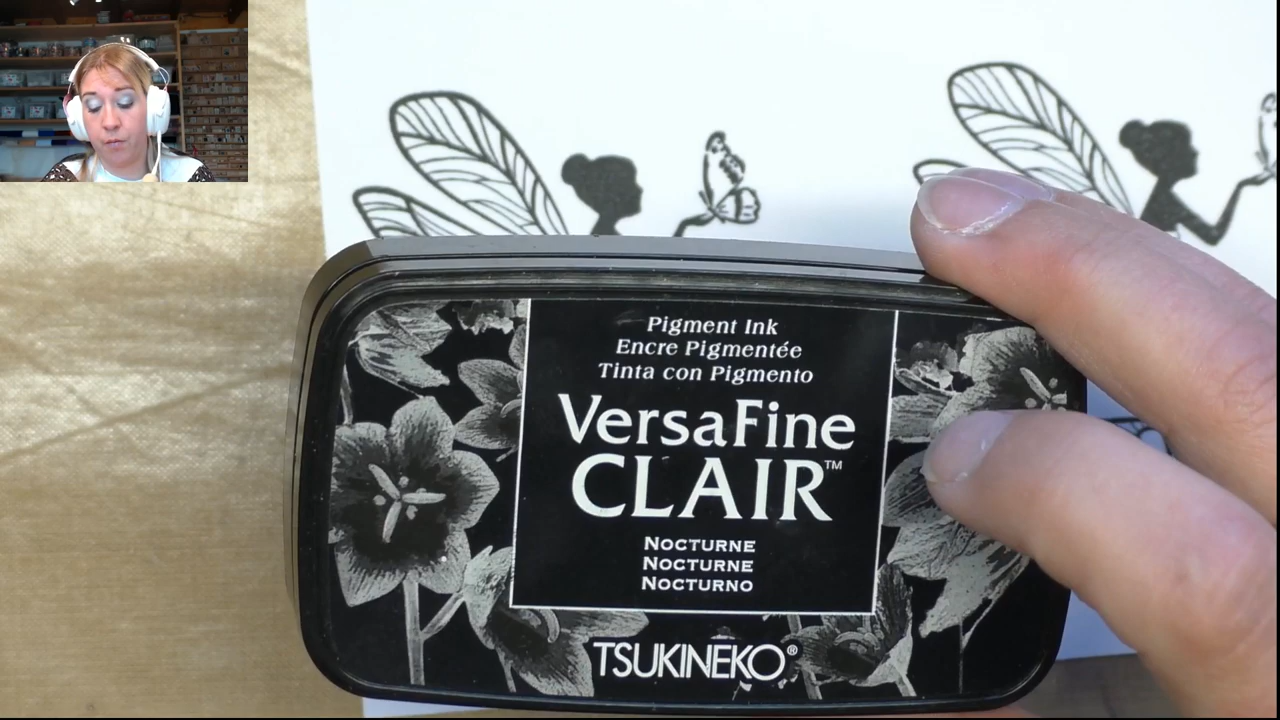 Pigment Ink
Encre Pigmentée
Tinta con Pigmento
VersaFine
CLAIR™
NOCTURNE
NOCTURNE
NOCTURNO
TSUKINEKO®